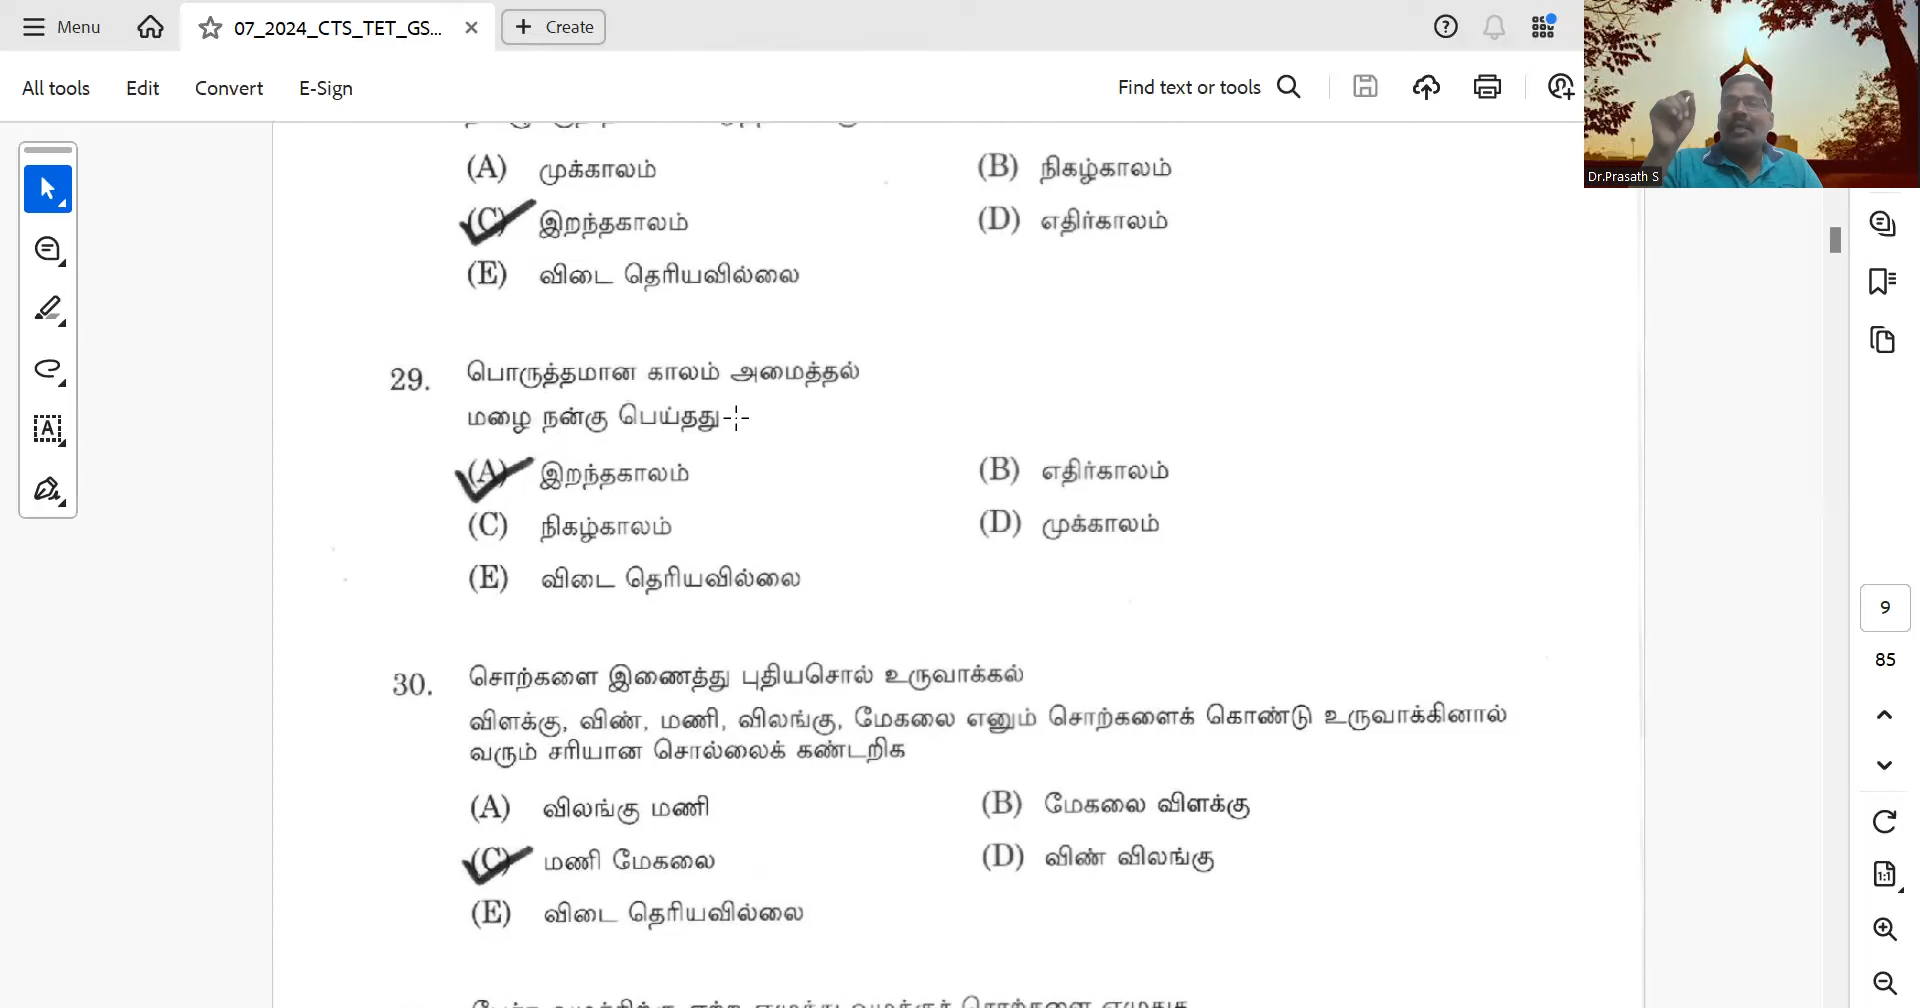 Menu
07_2024_CTS_TET_GS...
Create
All tools
Edit
Convert
E-Sign
Find text or tools
Dr.Prasath S
(A) முக்காலம்
(B) நிகழ்காலம்
(C) இறந்தகாலம்
(D) எதிர்காலம்
(E) விடை தெரியவில்லை
29. பொருத்தமான காலம் அமைத்தல்
மழை நன்கு பெய்தது
(A) இறந்தகாலம்
(B) எதிர்காலம்
(C) நிகழ்காலம்
(D) முக்காலம்
(E) விடை தெரியவில்லை
30. சொற்களை இணைத்து புதியசொல் உருவாக்கல்
விளக்கு, விண், மணி, விலங்கு, மேகலை எனும் சொற்களைக் கொண்டு உருவாக்கினால்
வரும் சரியான சொல்லைக் கண்டறிக
(A) விலங்கு மணி
(B) மேகலை விளக்கு
(C) மணி மேகலை
(D) விண் விலங்கு
(E) விடை தெரியவில்லை
9
85